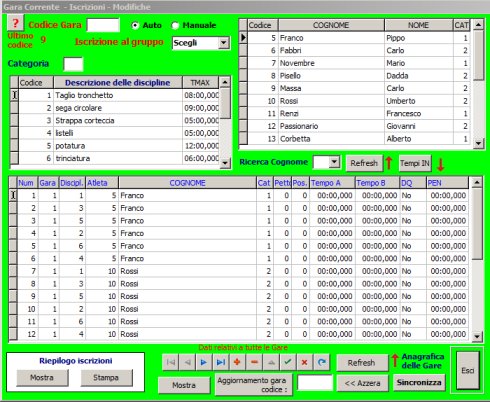 Gara Corrente - Iscrizioni - Modifiche
? Codice Gara Auto Manuale
Ultimo codice 9 Iscrizione al gruppo Scegli
Categoria
Codice Descrizione delle discipline TMAX
1 Taglio tronchetto 08:00,000
2 sega circolare 09:00,000
3 Strappa corteccia 05:00,000
4 listelli 05:00,000
5 potatura 12:00,000
6 trinciatura 06:00,000
Codice COGNOME NOME CAT
5 Franco Pippo 1
6 Fabbri Carlo 2
7 Novembre Mario 1
8 Pisello Dadda 2
9 Massa Carlo 2
10 Rossi Umberto 2
11 Renzi Francesco 1
12 Passionario Giovanni 2
13 Corbetta Alberto
Ricerca Cognome Refresh Tempi IN
Num Gara Discipl. Atleta COGNOME Cat Pett Pos. Tempo A Tempo B DQ PEN
1 1 1 5 Franco 1 0 0 00:00,000 00:00,000 No 00:00,000
2 1 3 5 Franco 1 0 0 00:00,000 00:00,000 No 00:00,000
3 1 5 5 Franco 1 0 0 00:00,000 00:00,000 No 00:00,000
4 1 2 5 Franco 1 0 0 00:00,000 00:00,000 No 00:00,000
5 1 6 5 Franco 1 0 0 00:00,000 00:00,000 No 00:00,000
6 1 4 5 Franco 1 0 0 00:00,000 00:00,000 No 00:00,000
7 1 1 10 Rossi 2 0 0 00:00,000 00:00,000 No 00:00,000
8 1 3 10 Rossi 2 0 0 00:00,000 00:00,000 No 00:00,000
9 1 5 10 Rossi 2 0 0 00:00,000 00:00,000 No 00:00,000
10 1 2 10 Rossi 2 0 0 00:00,000 00:00,000 No 00:00,000
11 1 6 10 Rossi 2 0 0 00:00,000 00:00,000 No 00:00,000
12 1 4 10 Rossi 2 0 0 00:00,000 00:00,000 No 00:00,000
Dati relativi a tutte le Gare
Riepilogo iscrizioni
Mostra Stampa
Mostra
Aggiornamento gara codice :
Refresh
<< Azzera
Anagrafica delle Gare
Sincronizza
Esci